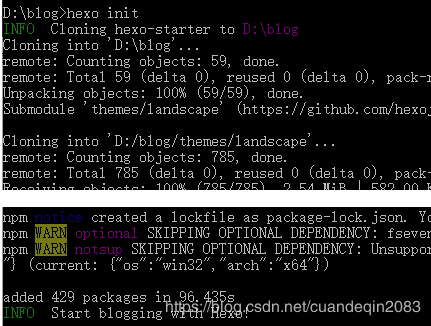 D:\blog>hexo init
INFO  Cloning hexo-starter to D:\blog
Cloning into 'D:\blog'...
remote: Counting objects: 59, done.
remote: Total 59 (delta 0), reused 0 (delta 0), pack-r
Unpacking objects: 100% (59/59), done.
Submodule 'themes/landscape' (https://github.com/hexoj
Cloning into 'D:/blog/themes/landscape'...
remote: Counting objects: 785, done.
remote: Total 785 (delta 0), reused 0 (delta 0), pack-
Receiving objects: 100% (785/785), 2.54 MiB | 582.00 K
npm notice created a lockfile as package-lock.json. Yo
npm WARN optional SKIPPING OPTIONAL DEPENDENCY: fseven
npm WARN notsup SKIPPING OPTIONAL DEPENDENCY: Unsuppor
"} (current: {"os":"win32","arch":"x64"})
added 429 packages in 96.435s
https://blog.csdn.net/cuandeqin2083
INFO  Start blogging with Hexo!